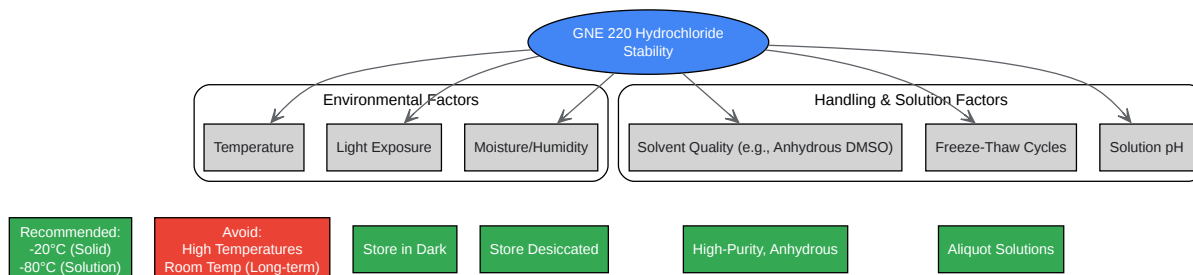 GNE 220 Hydrochloride
Stability
Environmental Factors
Handling & Solution Factors
Temperature
Light Exposure
Moisture/Humidity
Solvent Quality (e.g., Anhydrous DMSO)
Freeze-Thaw Cycles
Solution pH
Recommended:
-20°C (Solid)
-80°C (Solution)
Avoid:
High Temperatures
Room Temp (Long-term)
Store in Dark
Store Desiccated
High-Purity, Anhydrous
Aliquot Solutions